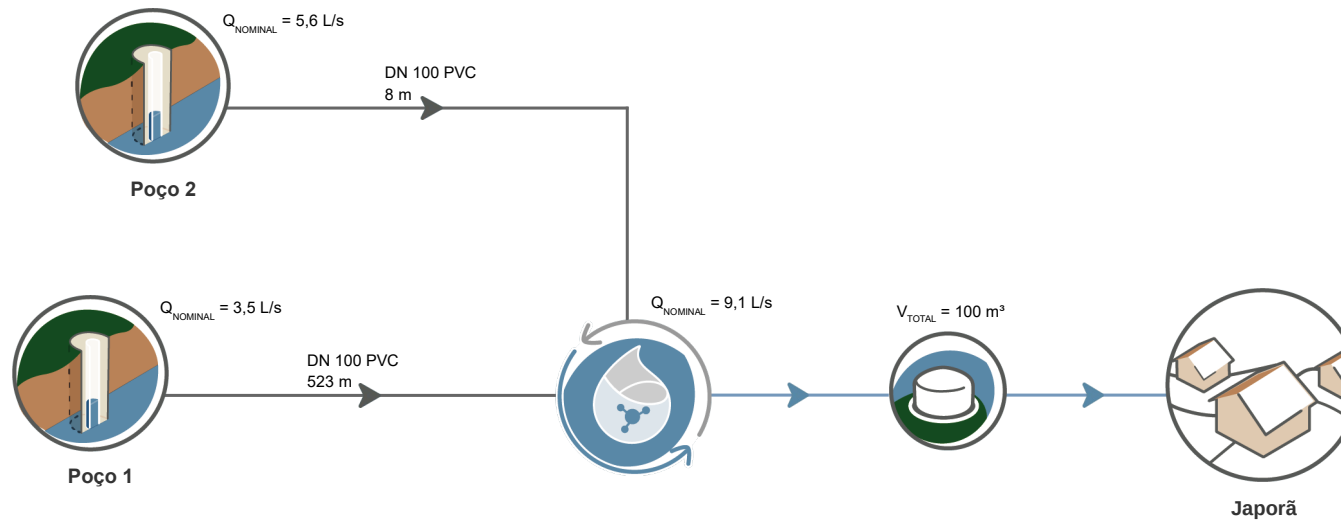 Q_NOMINAL = 5,6 L/s
DN 100 PVC
8 m
Poço 2
Q_NOMINAL = 3,5 L/s
DN 100 PVC
523 m
Poço 1
Q_NOMINAL = 9,1 L/s
V_TOTAL = 100 m³
Japorã